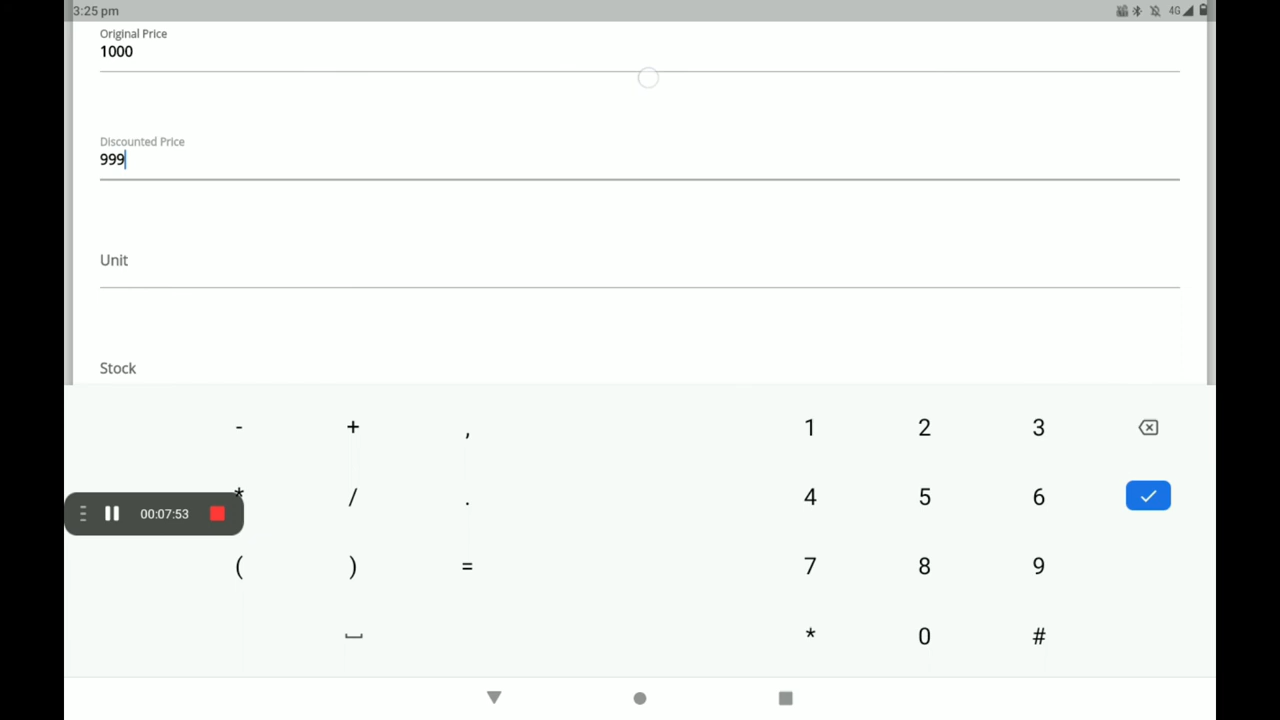 3:25 pm
4G
Original Price
1000
Discounted Price
999
Unit
Stock
- + , 1 2 3
* / . 4 5 6
00:07:53
( ) = 7 8 9
* 0 #